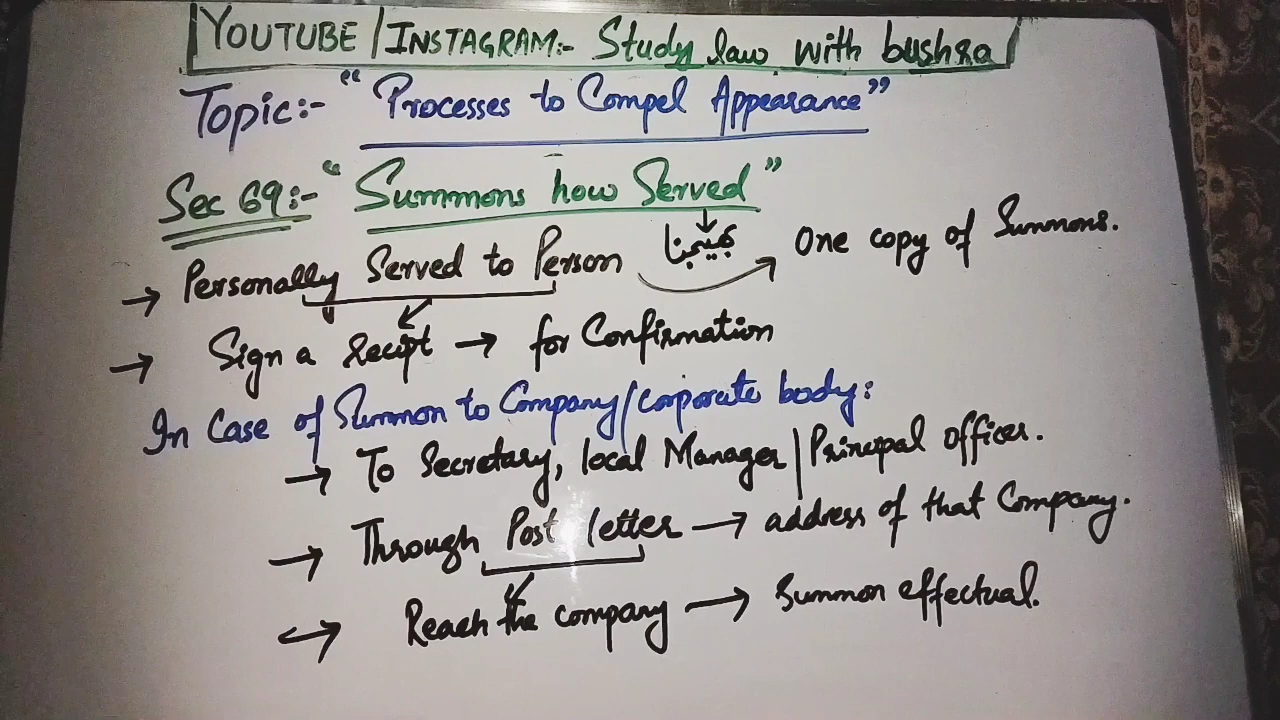 YOUTUBE/INSTAGRAM:- Study law with bushra
Topic:- "Processes to Compel Appearance"
Sec 69:- "Summons how Served"
→ Personally Served to Person بھیجنا → One copy of Summons.
→ Sign a recipt → for Confirmation
In Case of Summon to Company/corporate body:
→ To Secretary, local Manager/Principal officer.
→ Through Post letter → address of that Company.
→ Reach the company → Summon effectual.